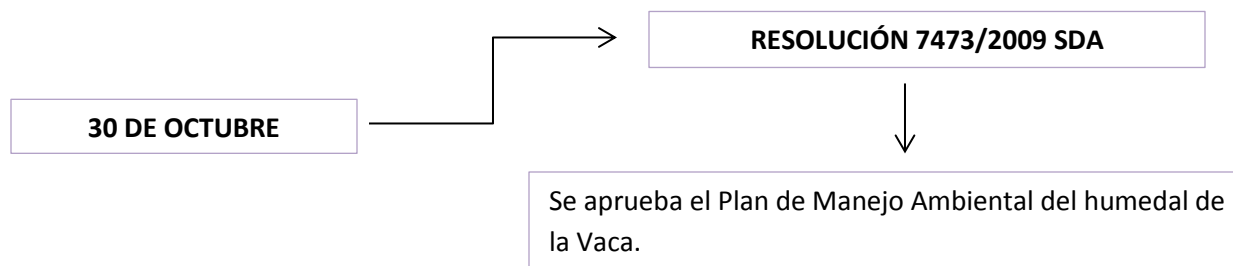 30 DE OCTUBRE
RESOLUCIÓN 7473/2009 SDA
Se aprueba el Plan de Manejo Ambiental del humedal de
la Vaca.